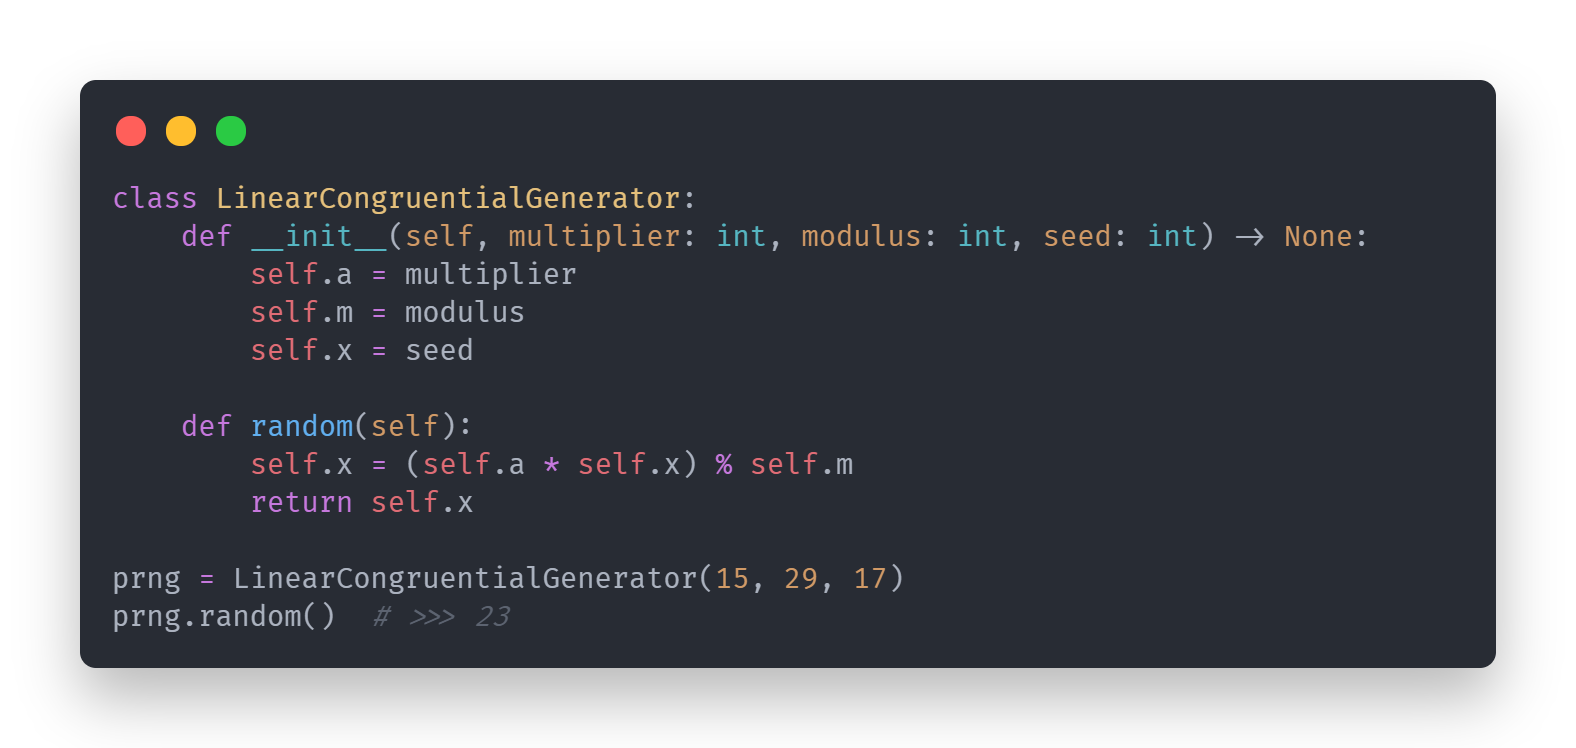 class LinearCongruentialGenerator:
    def __init__(self, multiplier: int, modulus: int, seed: int) -> None:
        self.a = multiplier
        self.m = modulus
        self.x = seed

    def random(self):
        self.x = (self.a * self.x) % self.m
        return self.x

prng = LinearCongruentialGenerator(15, 29, 17)
prng.random()  # >>> 23